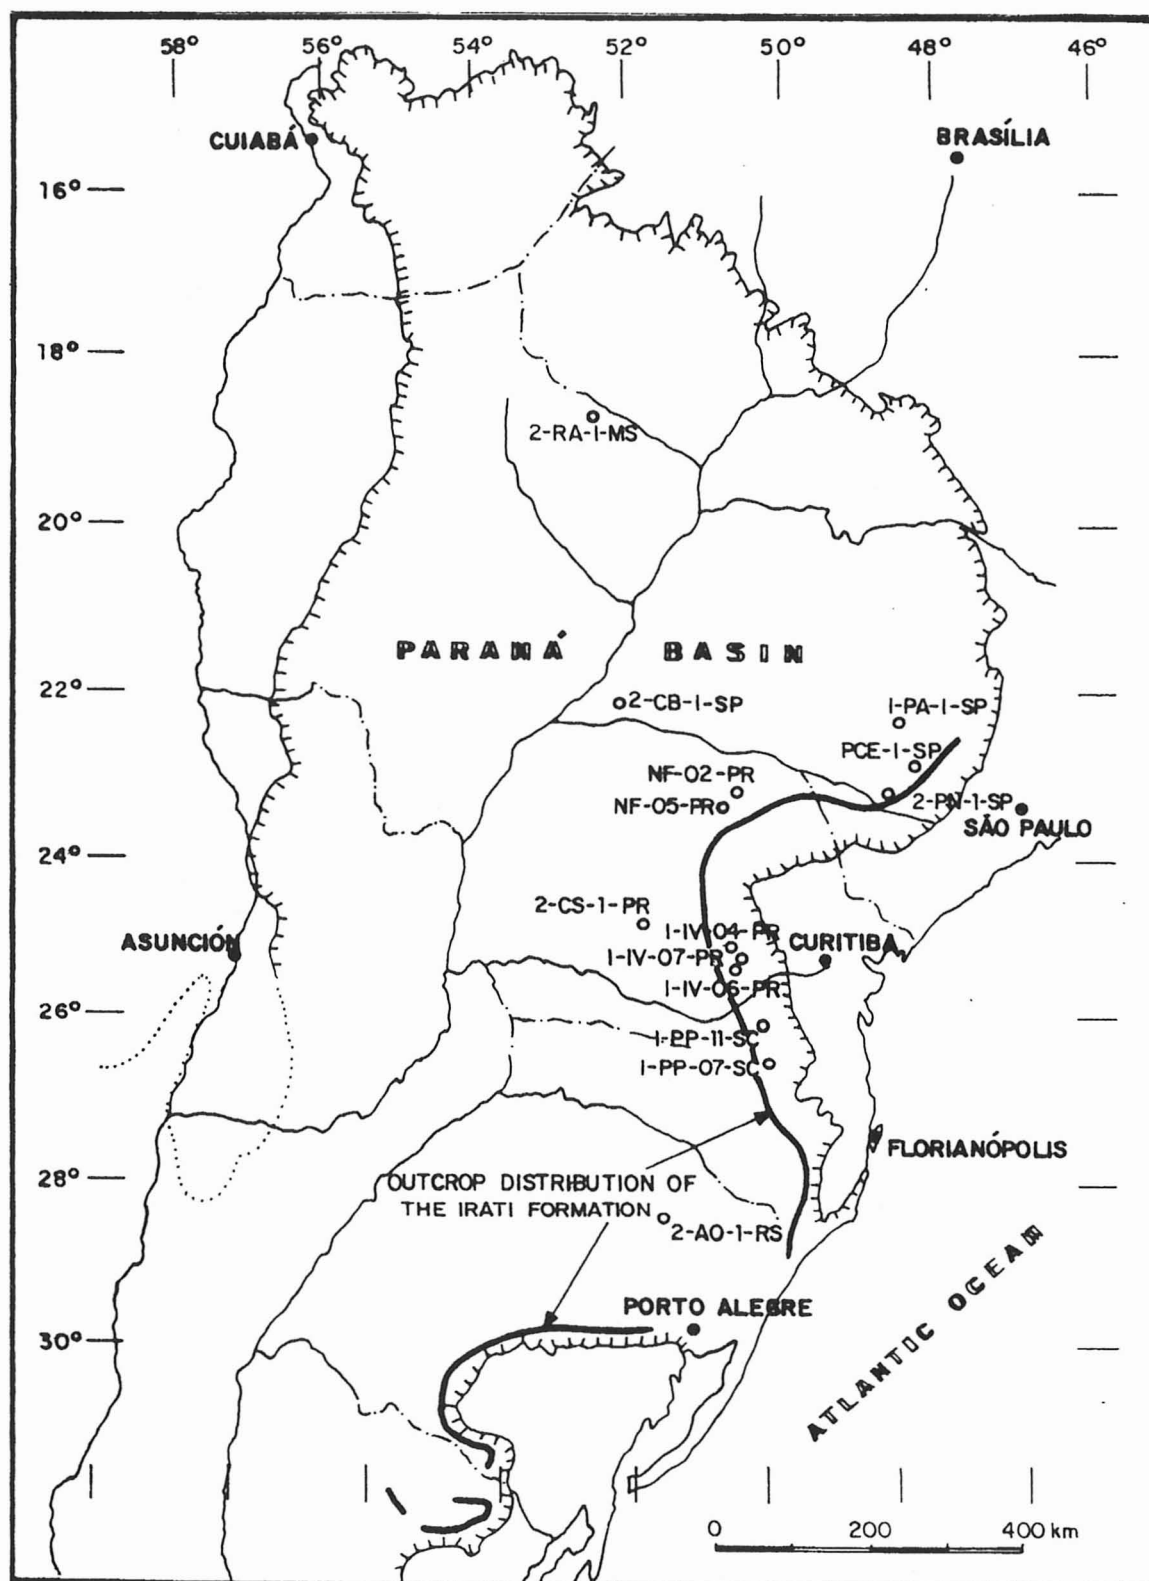 58° 56° 54° 52° 50° 48° 46°
CUIABÁ
BRASÍLIA
16°
18°
2-RA-1-MS
20°
PARANÁ BASIN
22°
2-CB-1-SP
1-PA-1-SP
PCE-1-SP
NF-02-PR
NF-05-PR
2-PN-1-SP
SÃO PAULO
24°
2-CS-1-PR
1-IV-04-PR
ASUNCIÓN
1-IV-07-PR
CURITIBA
1-IV-06-PR
26°
1-PP-11-SC
1-PP-07-SC
FLORIANÓPOLIS
28°
OUTCROP DISTRIBUTION OF
THE IRATI FORMATION
2-AO-1-RS
ATLANTIC OCEAN
PORTO ALEGRE
30°
0 200 400 km